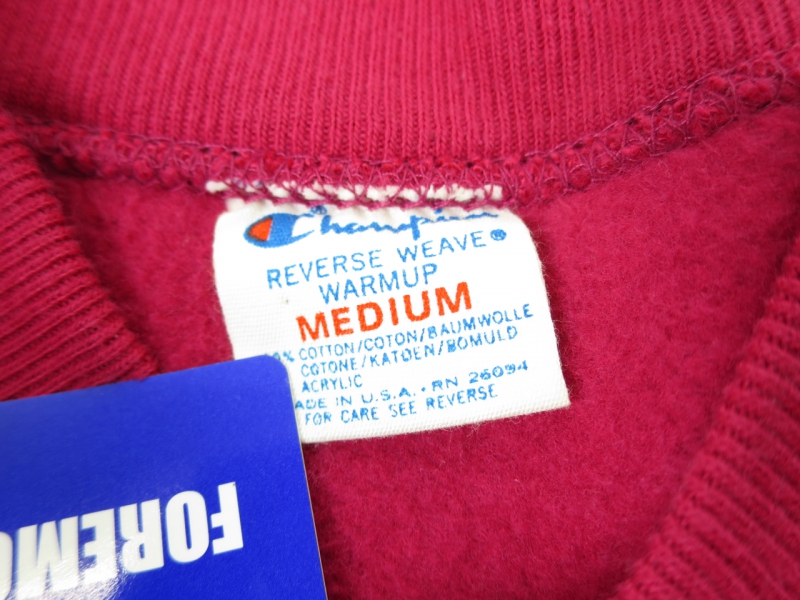 Champion
REVERSE WEAVE®
WARMUP
MEDIUM
% COTTON/COTON/BAUMWOLLE
COTONE/KATOEN/BOMULD
ACRYLIC
ADE IN U.S.A. • RN 26094
FOR CARE SEE REVERSE
FOREMO